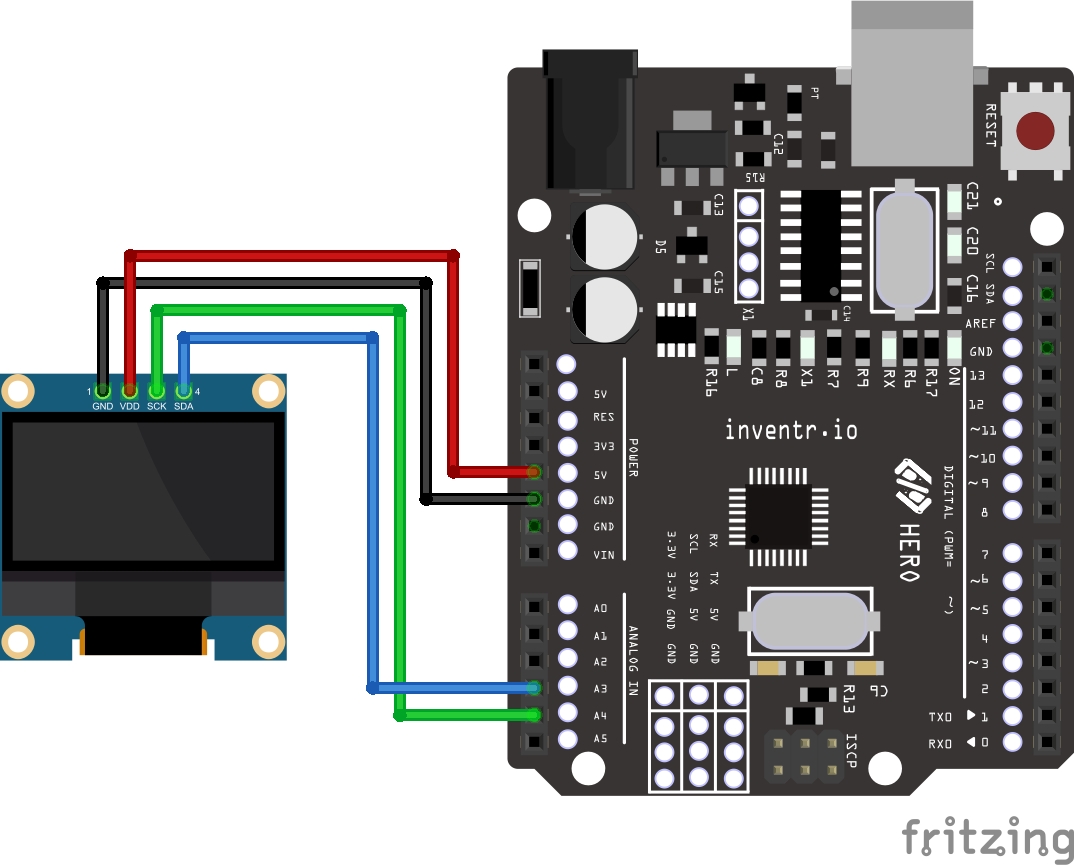 PT
RESET
C12
R15
C13
C21
D5
C20
SCL
SDA
C15
C16
X1
C14
AREF
GND
R16
L
C8
R8
X1
R7
R9
RX
R6
R17
ON
13
1
4
GND
VDD
SCK
SDA
5V
RES
3V3
5V
GND
GND
VIN
POWER
inventr.io
12
~11
~10
~9
8
DIGITAL (PWM= ~)
HERO
3.3V
SCL
RX
3.3V
SDA
TX
GND
5V
5V
GND
GND
GND
7
~6
~5
4
~3
2
TX0
1
RX0
0
A0
A1
A2
A3
A4
A5
ANALOG IN
R13
C9
ISCP
fritzing